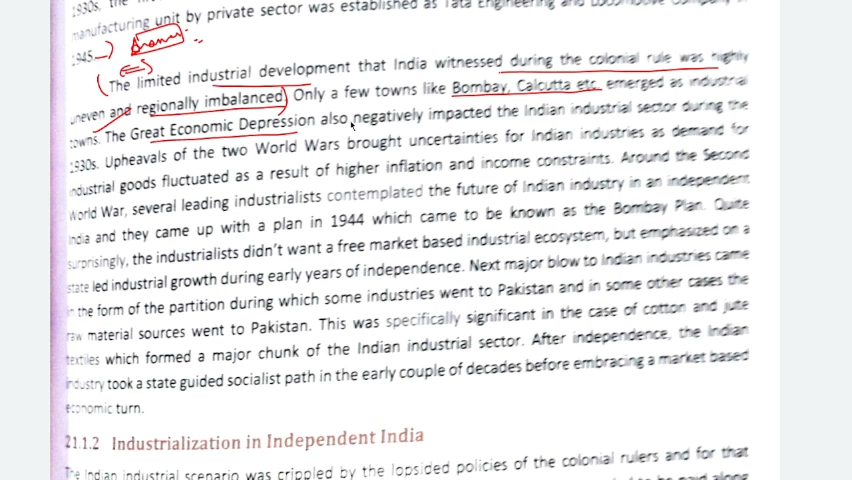 1930s, the
manufacturing unit by private sector was established as Tata Engineering and Locomotive Company in
1945
The limited industrial development that India witnessed during the colonial rule was highly
uneven and regionally imbalanced. Only a few towns like Bombay, Calcutta etc. emerged as industrial
towns. The Great Economic Depression also negatively impacted the Indian industrial sector during the
1930s. Upheavals of the two World Wars brought uncertainties for Indian industries as demand for
industrial goods fluctuated as a result of higher inflation and income constraints. Around the Second
World War, several leading industrialists contemplated the future of Indian industry in an independent
India and they came up with a plan in 1944 which came to be known as the Bombay Plan. Quite
surprisingly, the industrialists didn't want a free market based industrial ecosystem, but emphasized on a
state led industrial growth during early years of independence. Next major blow to Indian industries came
in the form of the partition during which some industries went to Pakistan and in some other cases the
raw material sources went to Pakistan. This was specifically significant in the case of cotton and jute
textiles which formed a major chunk of the Indian industrial sector. After independence, the Indian
industry took a state guided socialist path in the early couple of decades before embracing a market based
economic turn.
21.1.2 Industrialization in Independent India
The Indian industrial scenario was crippled by the lopsided policies of the colonial rulers and for that